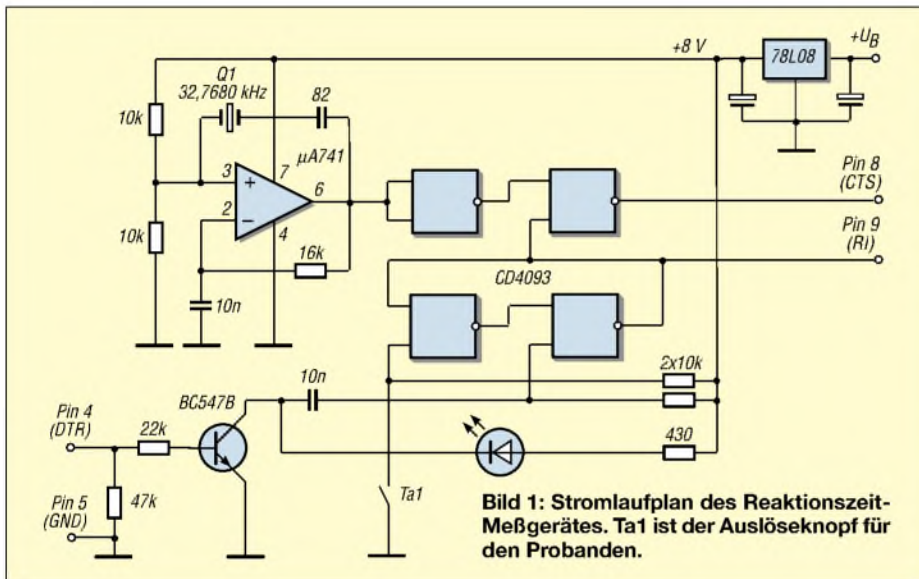 +8 V
78L08
+UB
Q1
32,7680 kHz
82
10k
µA741
3
+
7
6
2
–
4
10k
16k
10n
Pin 8
(CTS)
Pin 9
(RI)
CD4093
2x10k
10n
BC547B
Pin 4
(DTR)
22k
430
Pin 5
(GND)
47k
Ta1
Bild 1: Stromlaufplan des Reaktionszeit-
Meßgerätes. Ta1 ist der Auslöseknopf für
den Probanden.